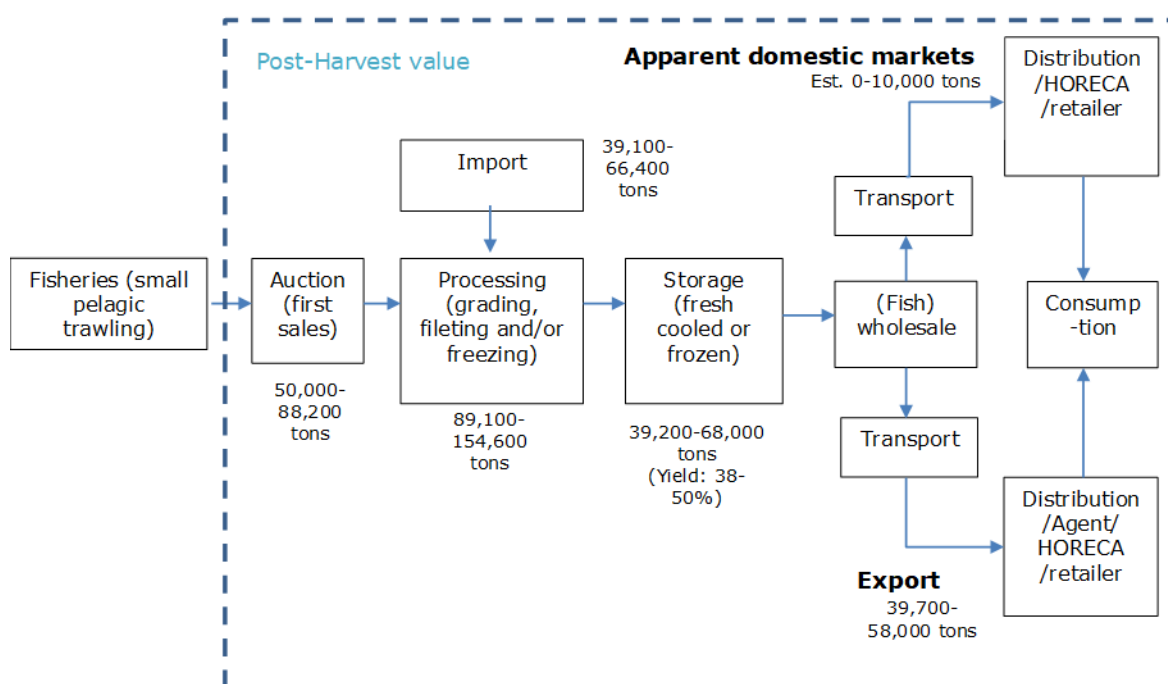 Post-Harvest value
Apparent domestic markets
Est. 0-10,000 tons
Distribution
/HORECA
/retailer
Import
39,100-
66,400
tons
Transport
Fisheries (small
pelagic
trawling)
Auction
(first
sales)
50,000-
88,200
tons
Processing
(grading,
fileting and/or
freezing)
89,100-
154,600
tons
Storage
(fresh
cooled or
frozen)
39,200-68,000
tons
(Yield: 38-
50%)
(Fish)
wholesale
Consump
-tion
Transport
Distribution
/Agent/
HORECA
/retailer
Export
39,700-
58,000 tons